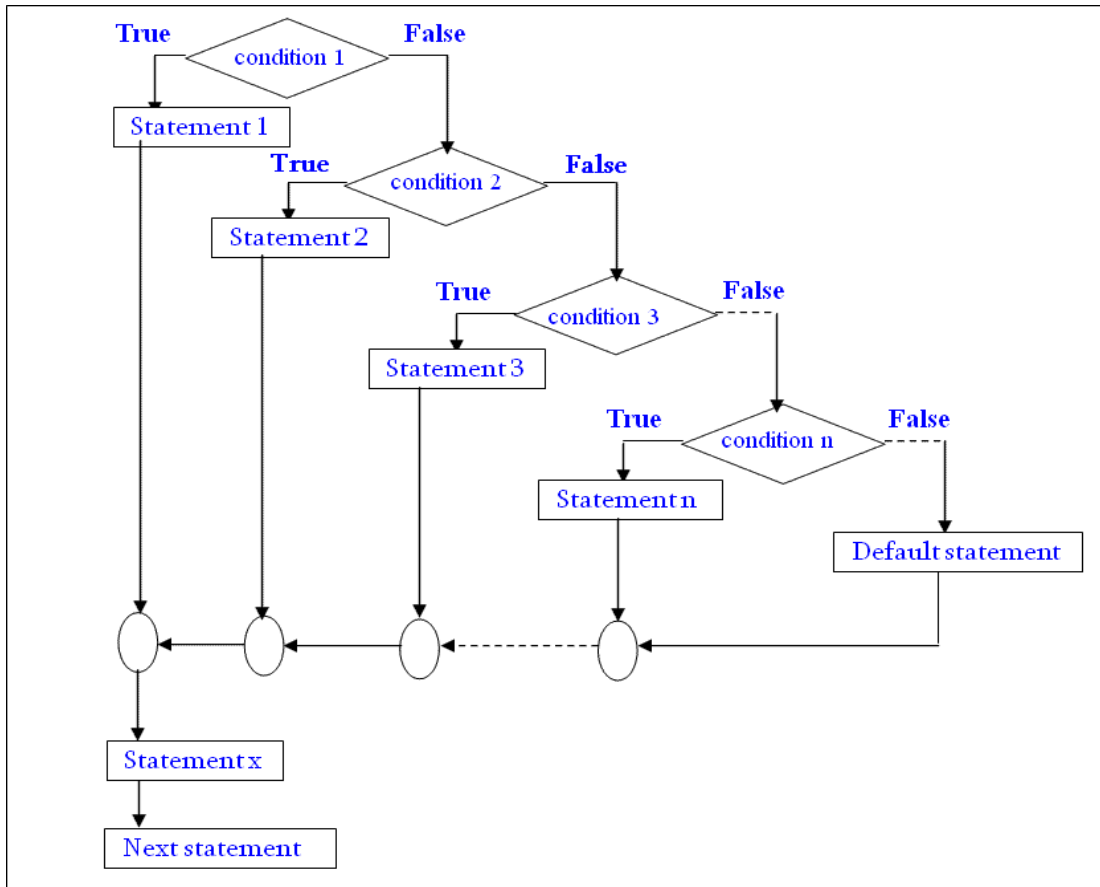 True
False
condition 1
Statement 1
True
False
condition 2
Statement 2
True
False
condition 3
Statement 3
True
False
condition n
Statement n
Default statement
Statement x
Next statement